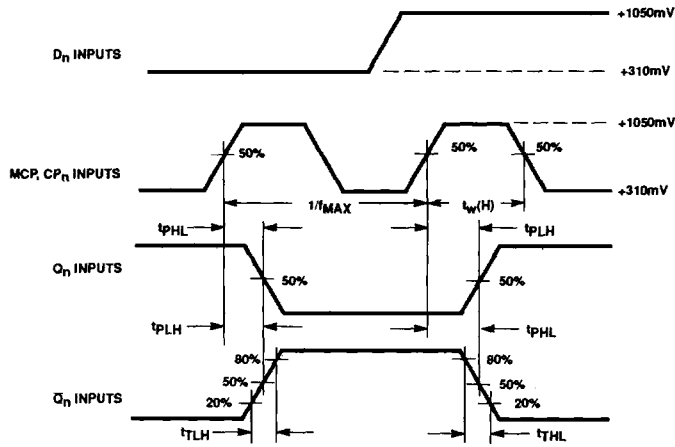 +1050mV
Dn INPUTS
+310mV
+1050mV
50%
50%
50%
MCP, CPn INPUTS
+310mV
1/fMAX
tw(H)
tPHL
tPLH
Qn INPUTS
50%
50%
tPLH
tPHL
80%
80%
50%
50%
Q̅n INPUTS
20%
20%
tTLH
tTHL